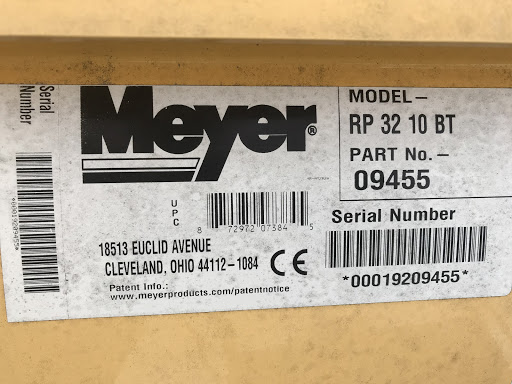 Serial Number
Meyer®
MODEL –
RP 32 10 BT
PART No. –
09455
UPC
8 72972 07384 5
Serial Number
*00019209455*
18513 EUCLID AVENUE
CLEVELAND, OHIO 44112–1084
CE
Patent Info.:
www.meyerproducts.com/patentnotice
*00019209455*